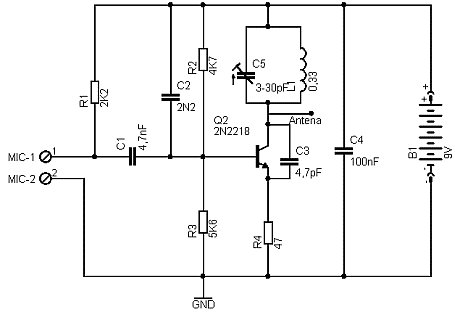 R1
2K2
C2
2N2
R2
4K7
C5
3-30pF
L1
0,33
Q2
2N2218
Antena
C1
4,7nF
MIC-1
1
MIC-2
2
C3
4,7pF
C4
100nF
B1
9V
+
+
-
-
R3
5K6
R4
47
GND